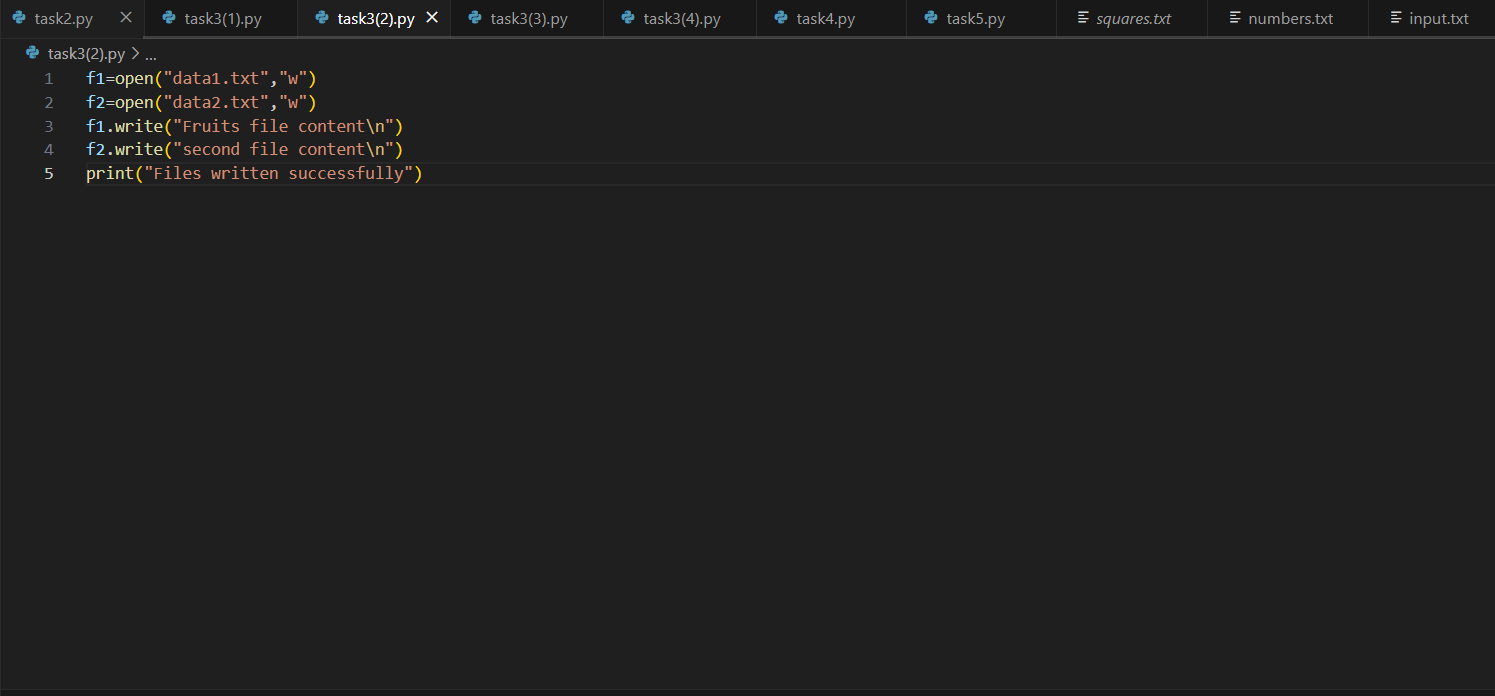 task2.py task3(1).py task3(2).py task3(3).py task3(4).py task4.py task5.py squares.txt numbers.txt input.txt
task3(2).py > ...
1 f1=open("data1.txt","w")
2 f2=open("data2.txt","w")
3 f1.write("Fruits file content\n")
4 f2.write("second file content\n")
5 print("Files written successfully")